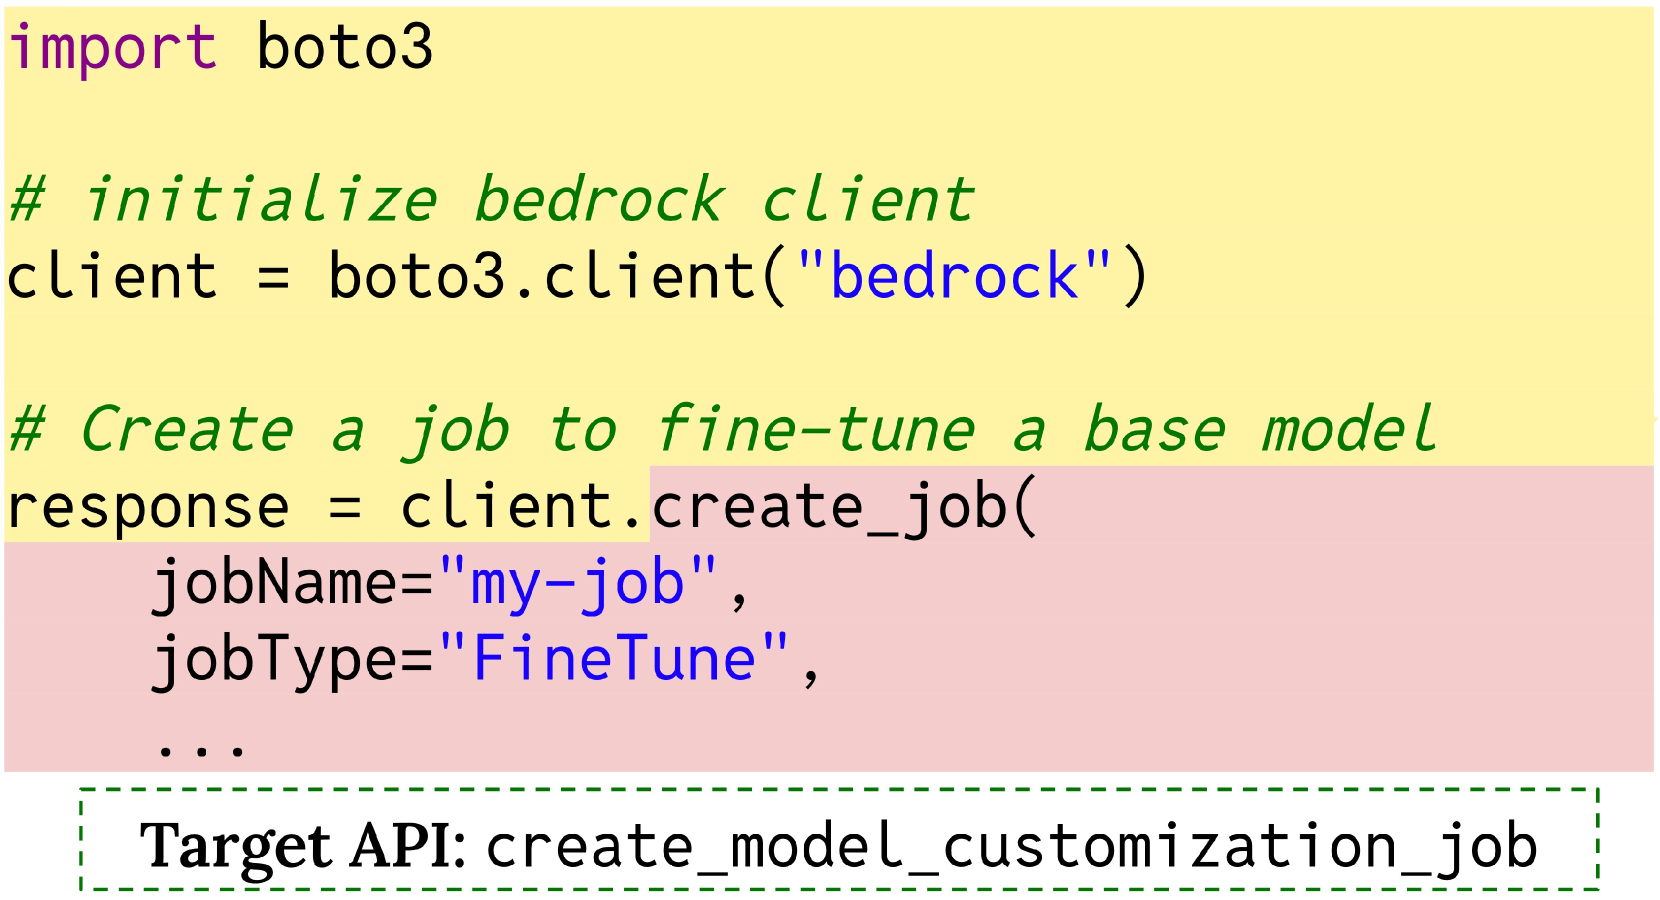 import boto3
# initialize bedrock client
client = boto3.client("bedrock")
# Create a job to fine-tune a base model
response = client.create_job(
    jobName="my-job",
    jobType="FineTune",
    ...
Target API: create_model_customization_job